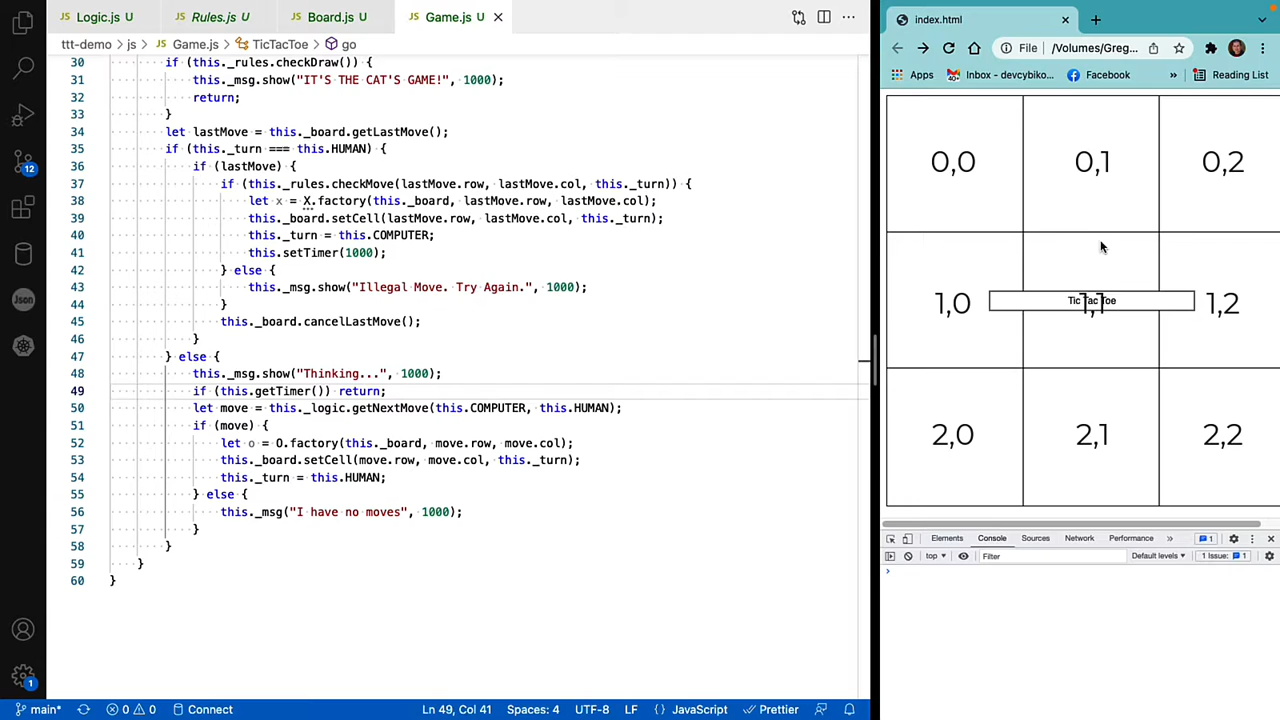 Logic.js U
Rules.js U
Board.js U
Game.js U
ttt-demo › js › JS Game.js › TicTacToe › go
30 if (this._rules.checkDraw()) {
31 this._msg.show("IT'S THE CAT'S GAME!", 1000);
32 return;
33 }
34 let lastMove = this._board.getLastMove();
35 if (this._turn === this.HUMAN) {
36 if (lastMove) {
37 if (this._rules.checkMove(lastMove.row, lastMove.col, this._turn)) {
38 let x = X.factory(this._board, lastMove.row, lastMove.col);
39 this._board.setCell(lastMove.row, lastMove.col, this._turn);
40 this._turn = this.COMPUTER;
41 this.setTimer(1000);
42 } else {
43 this._msg.show("Illegal Move. Try Again.", 1000);
44 }
45 this._board.cancelLastMove();
46 }
47 } else {
48 this._msg.show("Thinking...", 1000);
49 if (this.getTimer()) return;
50 let move = this._logic.getNextMove(this.COMPUTER, this.HUMAN);
51 if (move) {
52 let o = O.factory(this._board, move.row, move.col);
53 this._board.setCell(move.row, move.col, this._turn);
54 this._turn = this.HUMAN;
55 } else {
56 this._msg("I have no moves", 1000);
57 }
58 }
59 }
60 }
12
Json
1
main* 0 0 Connect Ln 49, Col 41 Spaces: 4 UTF-8 LF {} JavaScript Prettier
index.html
File /Volumes/Greg...
Apps Inbox - devcybiko... Facebook » Reading List
0,0 0,1 0,2
1,0 1,1 1,2
Tic Tac Toe
2,0 2,1 2,2
Elements Console Sources Network Performance » 1
top Filter Default levels 1 Issue: 1